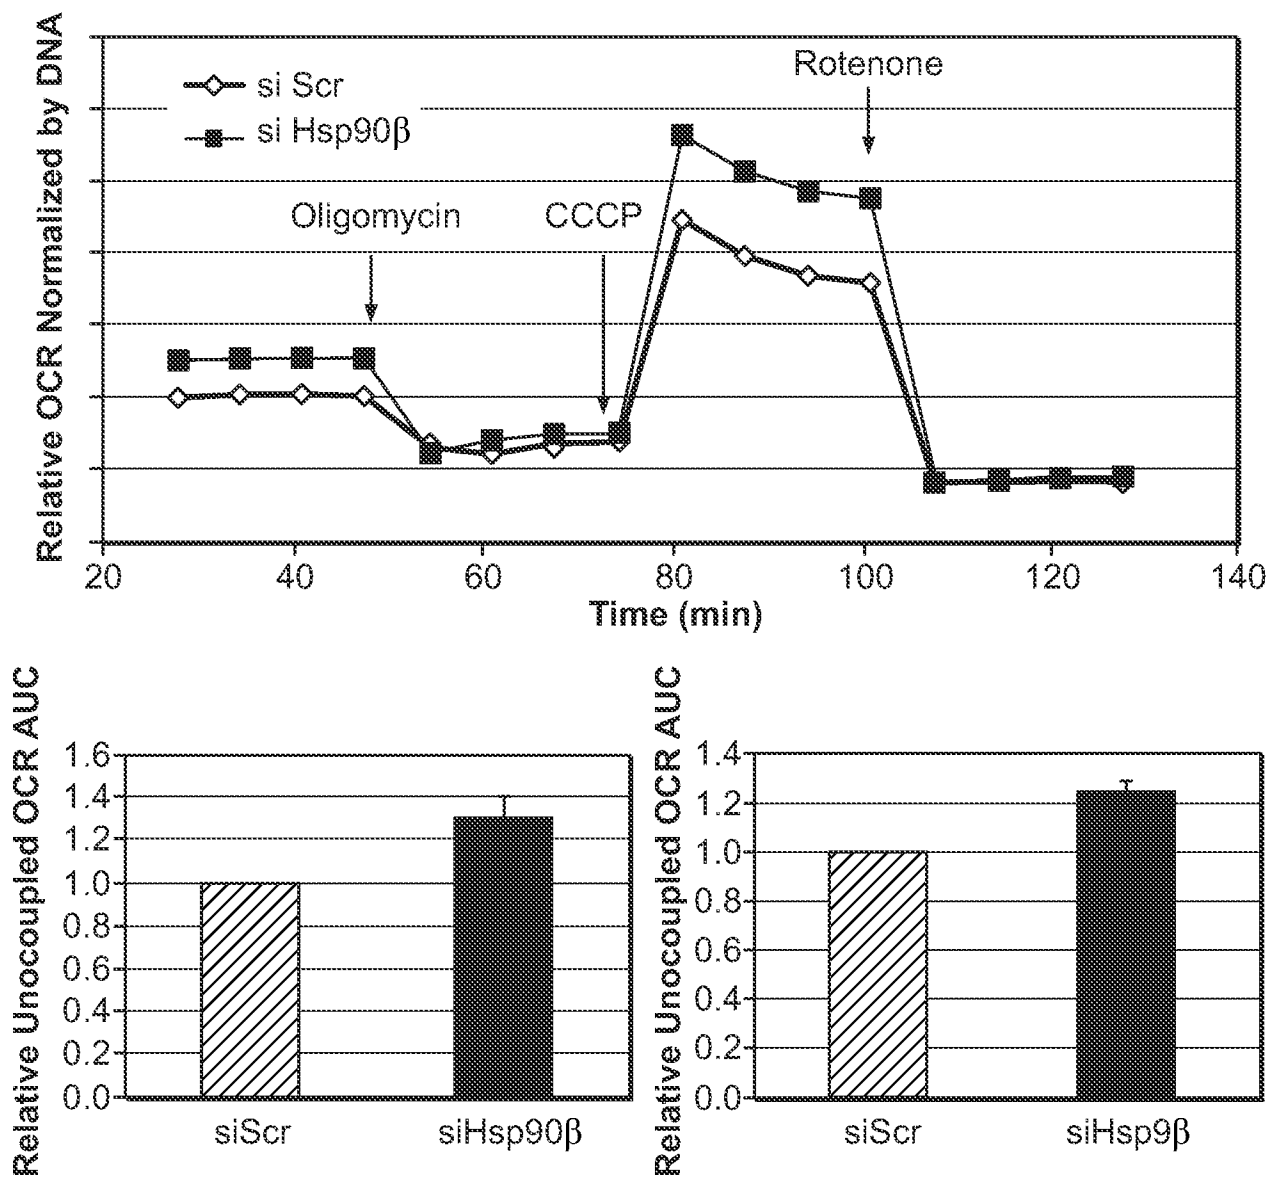 Relative OCR Normalized by DNA
si Scr
si Hsp90β
Oligomycin
CCCP
Rotenone
20 40 60 80 100 120 140
Time (min)
Relative Unocoupled OCR AUC
1.6
1.4
1.2
1.0
0.8
0.6
0.4
0.2
0.0
siScr siHsp90β
Relative Unocoupled OCR AUC
1.4
1.2
1.0
0.8
0.6
0.4
0.2
0.0
siScr siHsp9β